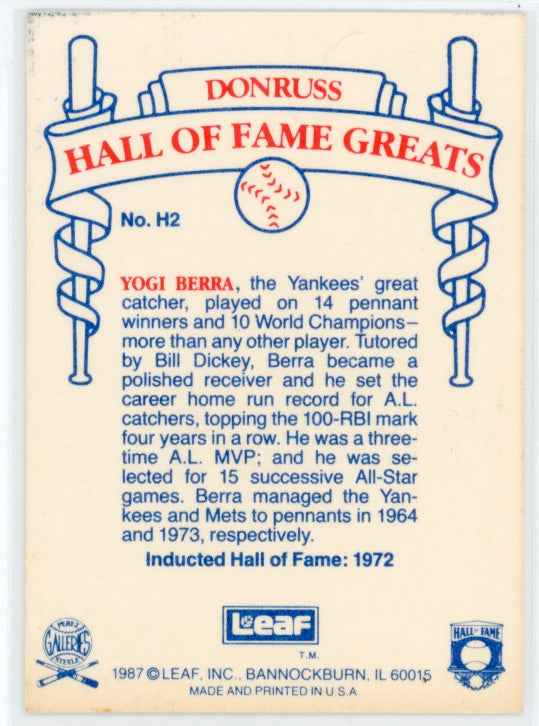 DONRUSS
HALL OF FAME GREATS
No. H2
YOGI BERRA, the Yankees' great
catcher, played on 14 pennant
winners and 10 World Champions—
more than any other player. Tutored
by Bill Dickey, Berra became a
polished receiver and he set the
career home run record for A.L.
catchers, topping the 100-RBI mark
four years in a row. He was a three-
time A.L. MVP; and he was se-
lected for 15 successive All-Star
games. Berra managed the Yan-
kees and Mets to pennants in 1964
and 1973, respectively.
Inducted Hall of Fame: 1972
Leaf
T.M.
PEREZ
GALLERIES
STEELE
HALL OF FAME
1987 © LEAF, INC., BANNOCKBURN, IL 60015
MADE AND PRINTED IN U.S.A